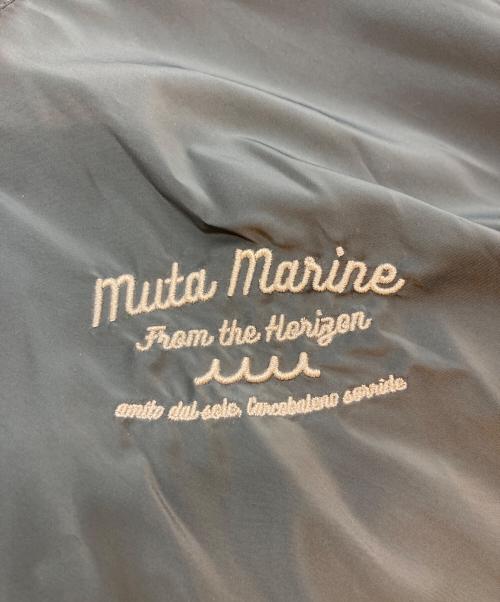 Muta Marine
From the Horizon
amito dal sole, L'arcobaleno sorride